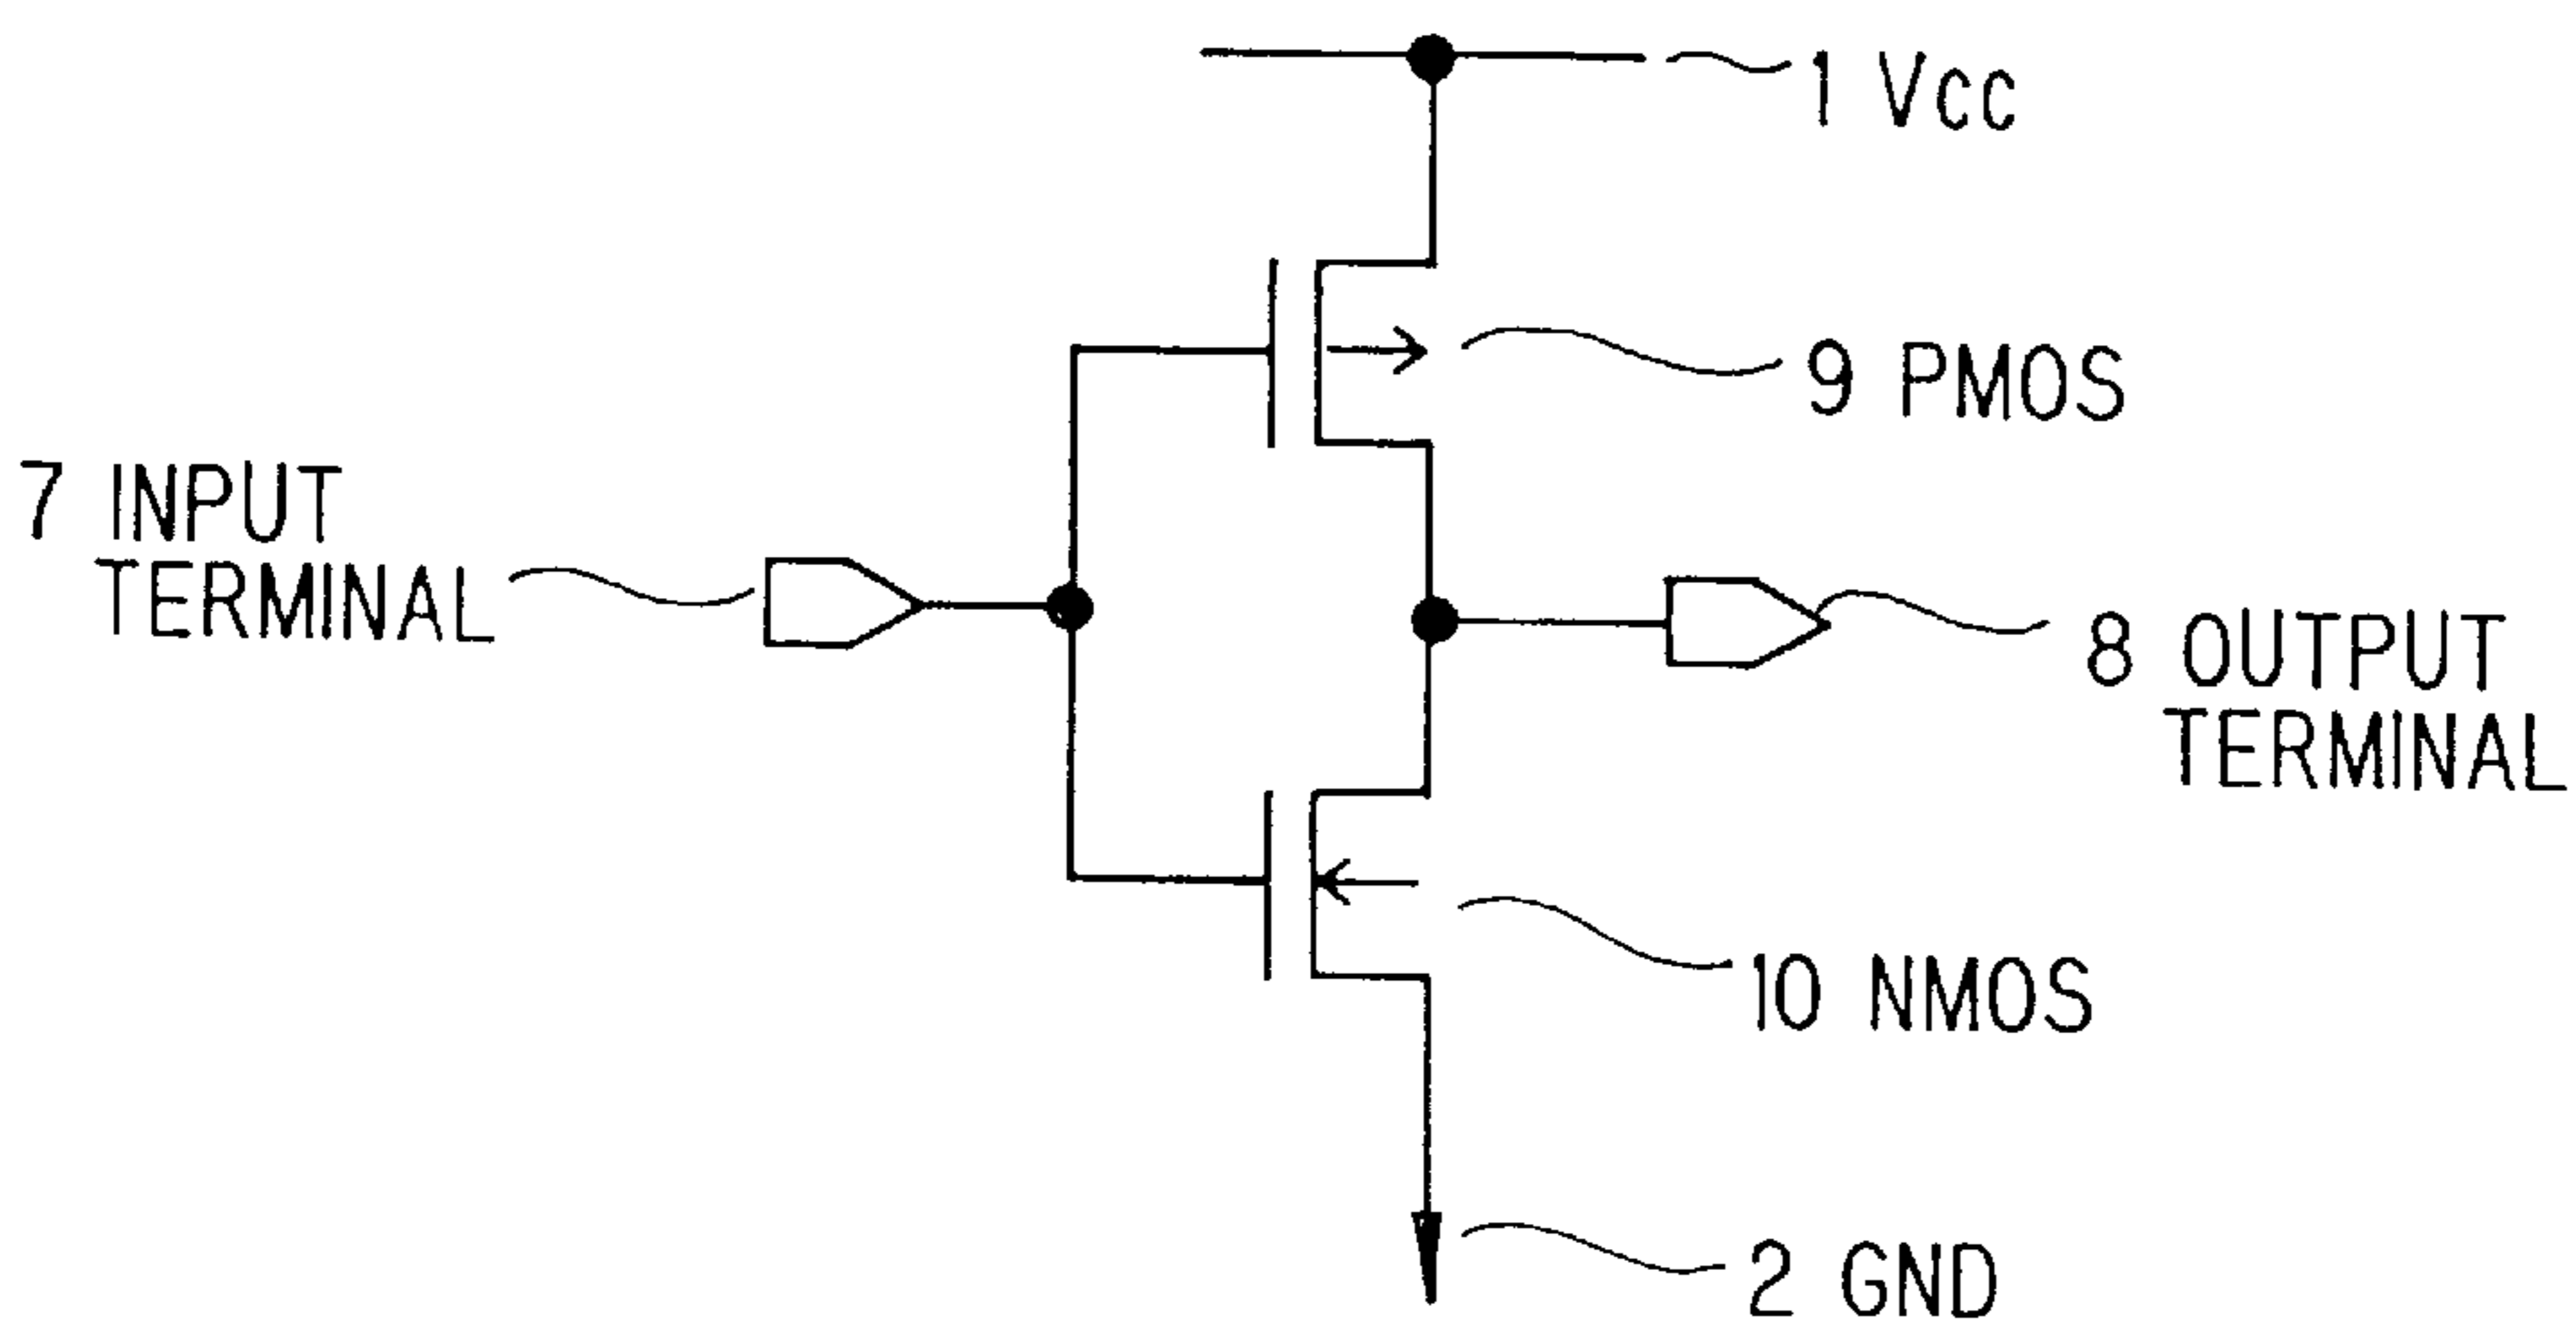 1 Vcc
9 PMOS
7 INPUT
TERMINAL
8 OUTPUT
TERMINAL
10 NMOS
2 GND